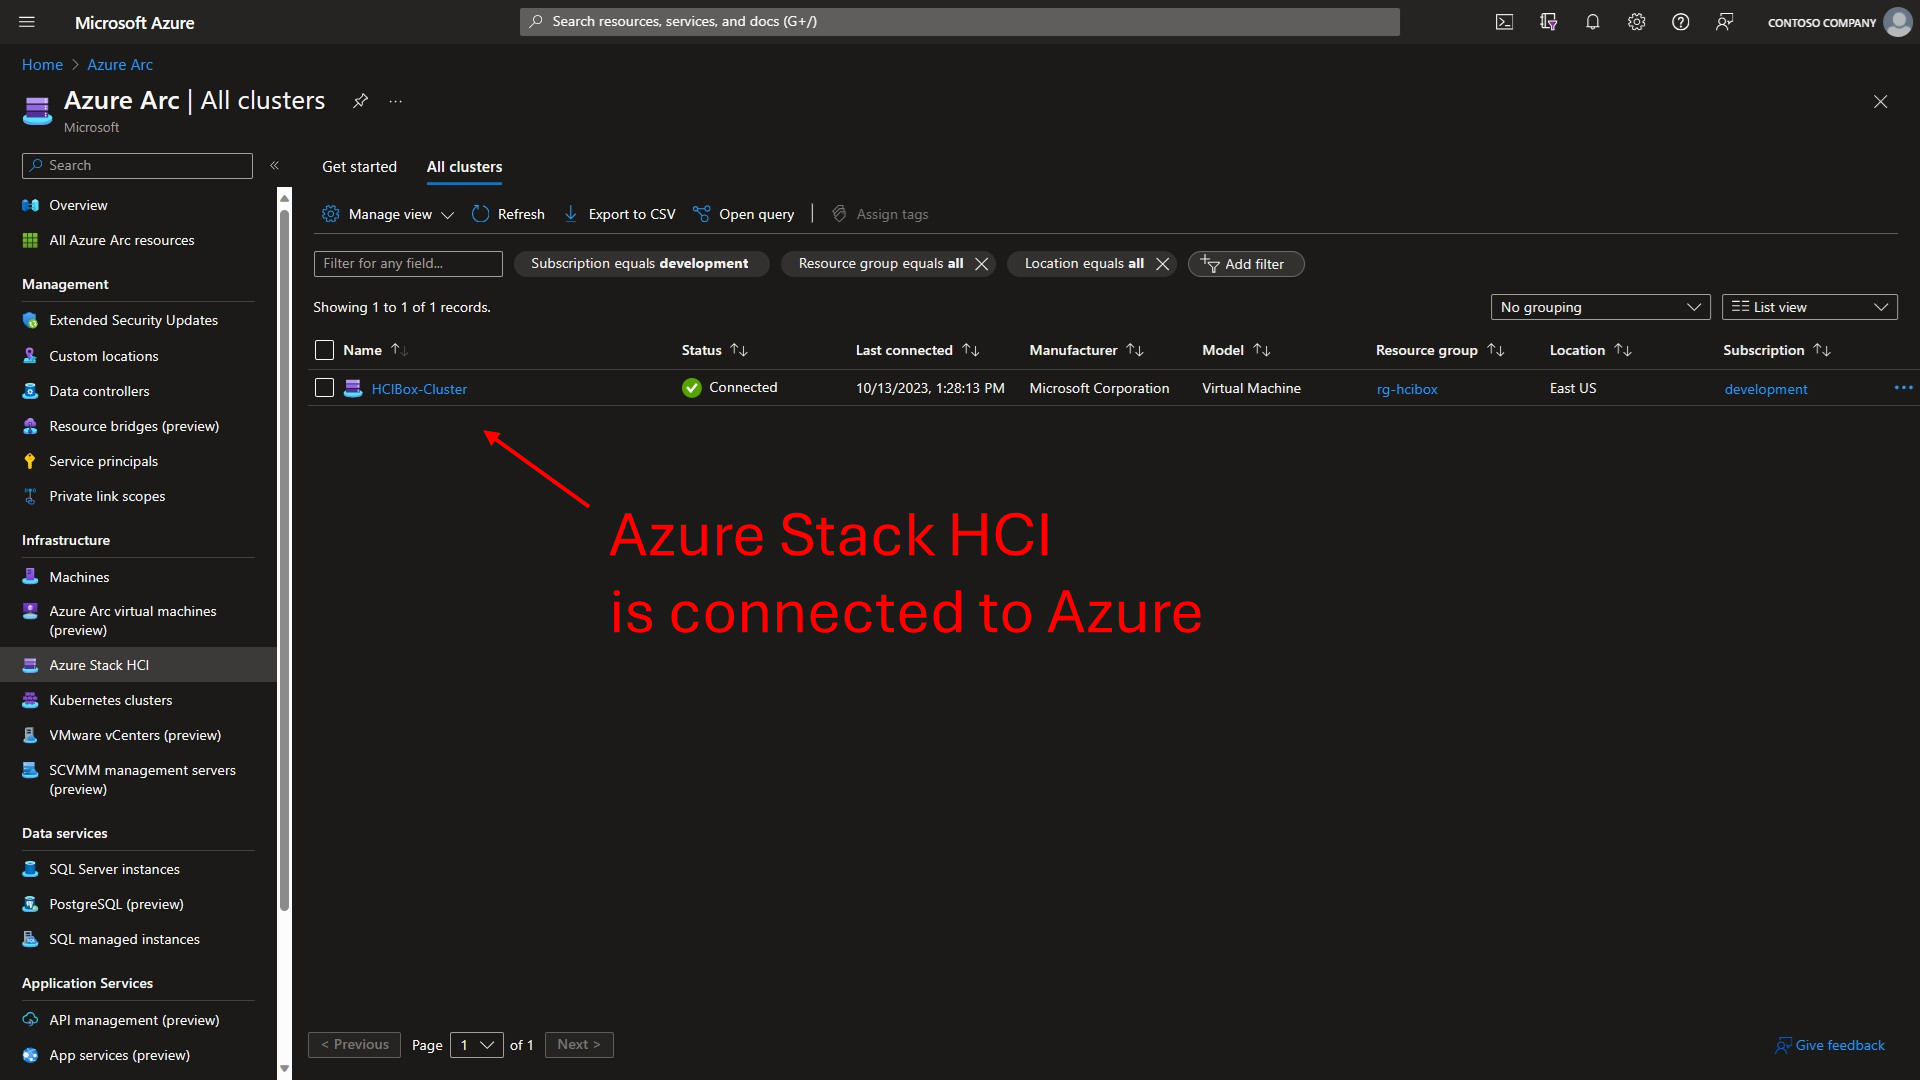 Microsoft Azure
Search resources, services, and docs (G+/)
CONTOSO COMPANY
Home > Azure Arc
Azure Arc | All clusters
...
Microsoft
Search
«
Overview
All Azure Arc resources
Management
Extended Security Updates
Custom locations
Data controllers
Resource bridges (preview)
Service principals
Private link scopes
Infrastructure
Machines
Azure Arc virtual machines
(preview)
Azure Stack HCI
Kubernetes clusters
VMware vCenters (preview)
SCVMM management servers
(preview)
Data services
SQL Server instances
PostgreSQL (preview)
SQL managed instances
Application Services
API management (preview)
App services (preview)
Get started All clusters
Manage view Refresh Export to CSV Open query | Assign tags
Filter for any field... Subscription equals development Resource group equals all Location equals all Add filter
Showing 1 to 1 of 1 records.
No grouping List view
Name Status Last connected Manufacturer Model Resource group Location Subscription
HCIBox-Cluster Connected 10/13/2023, 1:28:13 PM Microsoft Corporation Virtual Machine rg-hcibox East US development ...
Azure Stack HCI
is connected to Azure
< Previous Page 1 of 1 Next >
Give feedback